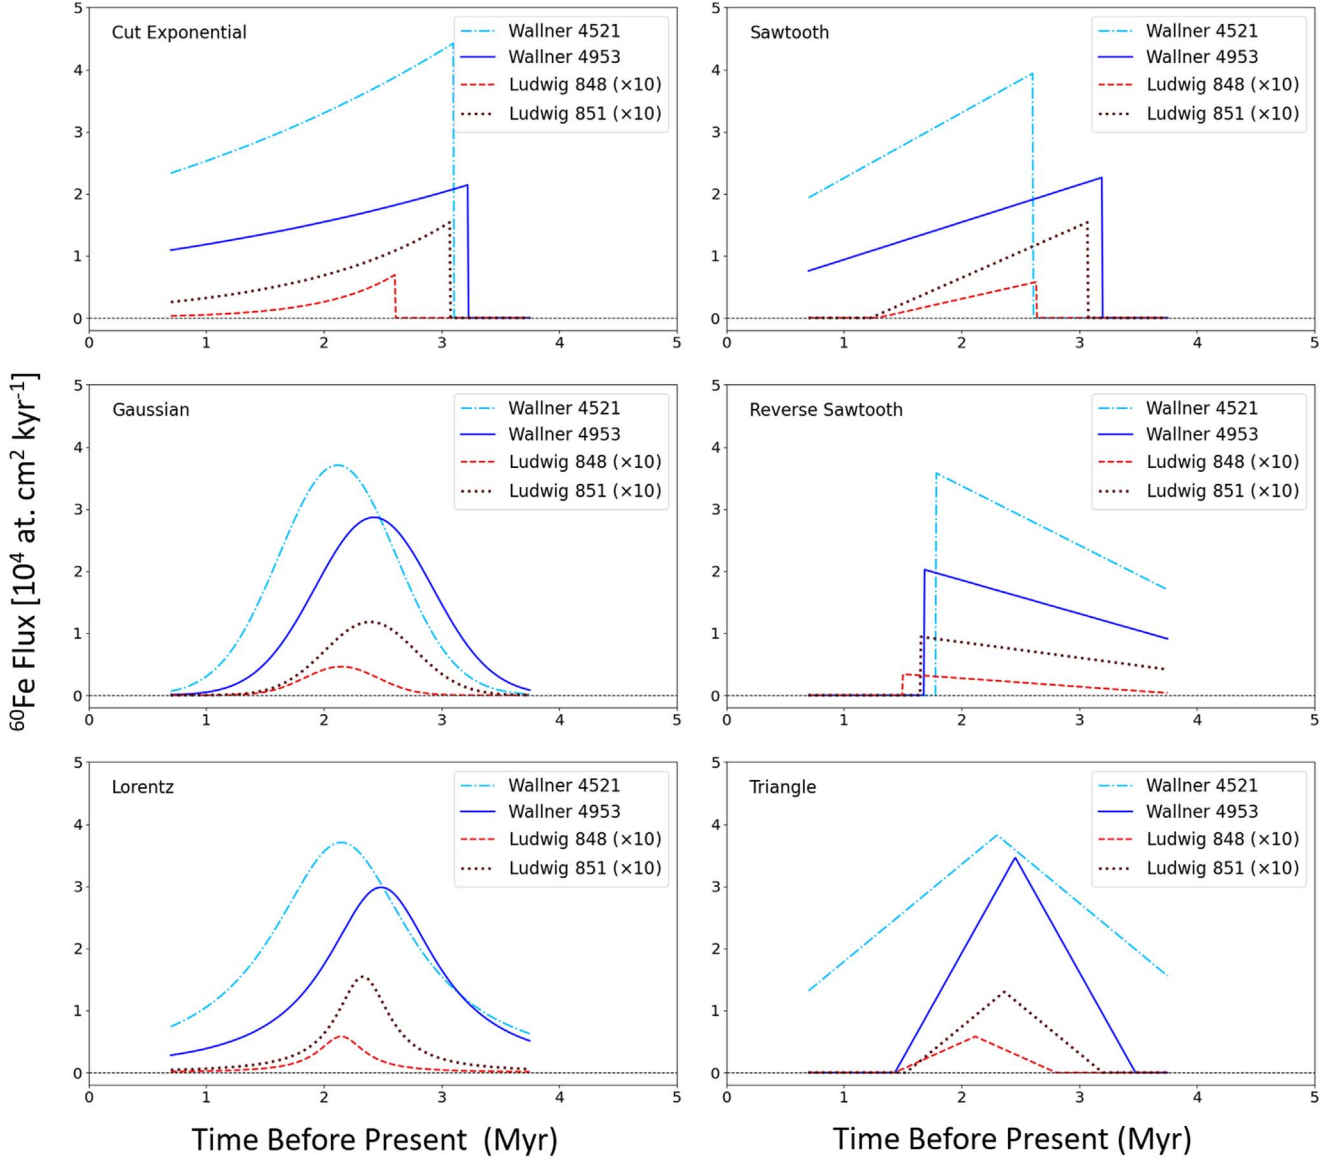 Cut Exponential
Wallner 4521
Wallner 4953
Ludwig 848 (×10)
Ludwig 851 (×10)
5
4
3
2
1
0
0 1 2 3 4 5
Sawtooth
Wallner 4521
Wallner 4953
Ludwig 848 (×10)
Ludwig 851 (×10)
5
4
3
2
1
0
0 1 2 3 4 5
Gaussian
Wallner 4521
Wallner 4953
Ludwig 848 (×10)
Ludwig 851 (×10)
5
4
3
2
1
0
0 1 2 3 4 5
Reverse Sawtooth
Wallner 4521
Wallner 4953
Ludwig 848 (×10)
Ludwig 851 (×10)
5
4
3
2
1
0
0 1 2 3 4 5
Lorentz
Wallner 4521
Wallner 4953
Ludwig 848 (×10)
Ludwig 851 (×10)
5
4
3
2
1
0
0 1 2 3 4 5
Triangle
Wallner 4521
Wallner 4953
Ludwig 848 (×10)
Ludwig 851 (×10)
5
4
3
2
1
0
0 1 2 3 4 5
⁶⁰Fe Flux [10⁴ at. cm² kyr⁻¹]
Time Before Present (Myr)
Time Before Present (Myr)